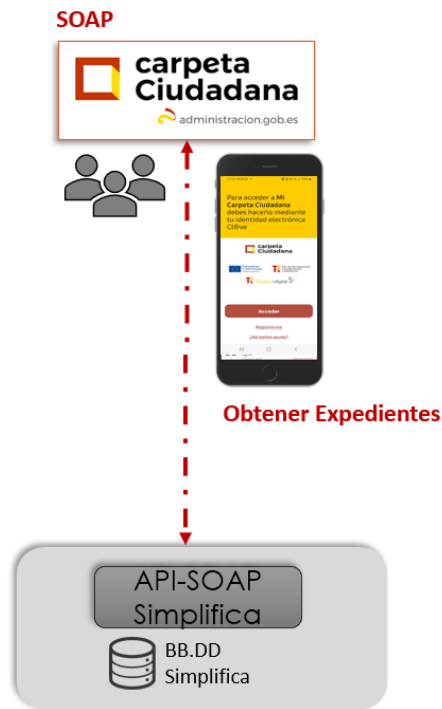 SOAP
carpeta
Ciudadana
administracion.gob.es
Para acceder a Mi
Carpeta Ciudadana
debes hacerlo mediante
tu identidad electrónica
Cl@ve
carpeta
Ciudadana
Acceder
Registrarme
¿Necesitas ayuda?
Obtener Expedientes
API-SOAP
Simplifica
BB.DD
Simplifica